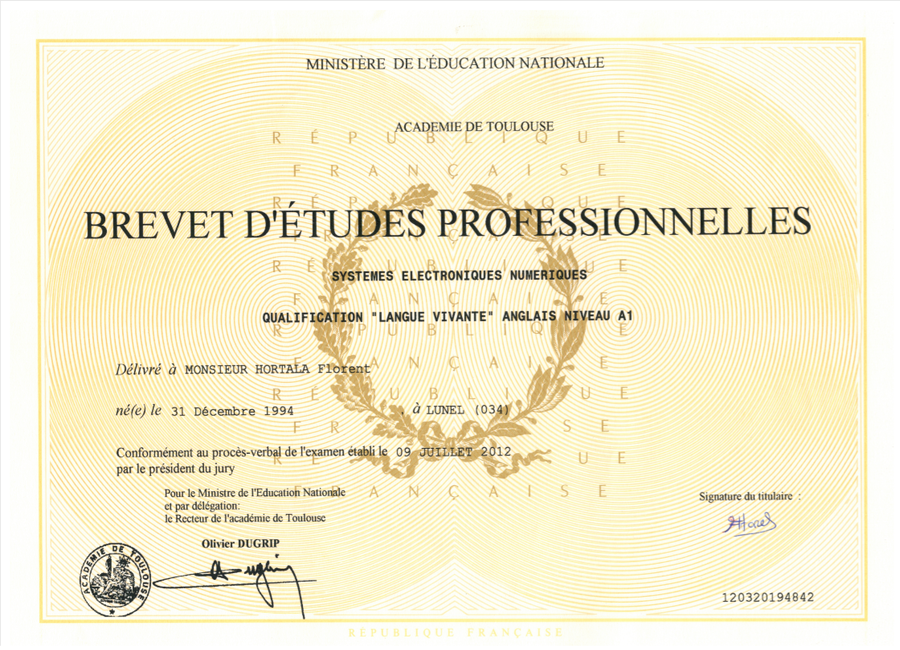 MINISTÈRE DE L'ÉDUCATION NATIONALE
ACADEMIE DE TOULOUSE
RÉPUBLIQUE
FRANÇAISE
BREVET D'ÉTUDES PROFESSIONNELLES
SYSTEMES ELECTRONIQUES NUMERIQUES
QUALIFICATION "LANGUE VIVANTE" ANGLAIS NIVEAU A1
Délivré à MONSIEUR HORTALA Florent
né(e) le 31 Décembre 1994 , à LUNEL (034)
Conformément au procès-verbal de l'examen établi le 09 JUILLET 2012
par le président du jury
Pour le Ministre de l'Education Nationale
et par délégation:
le Recteur de l'académie de Toulouse
Signature du titulaire :
Olivier DUGRIP
ACADÉMIE DE TOULOUSE
120320194842
RÉPUBLIQUE FRANÇAISE